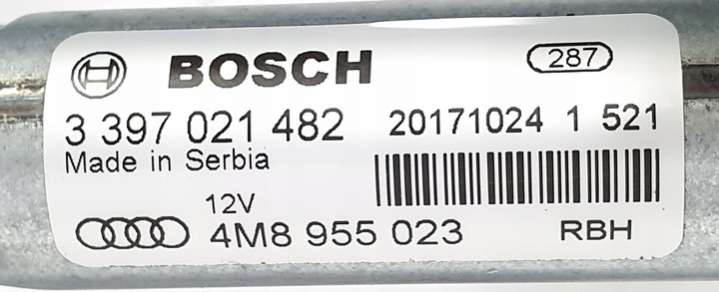 BOSCH 287
3 397 021 482 20171024 1 521
Made in Serbia
12V
4M8 955 023 RBH